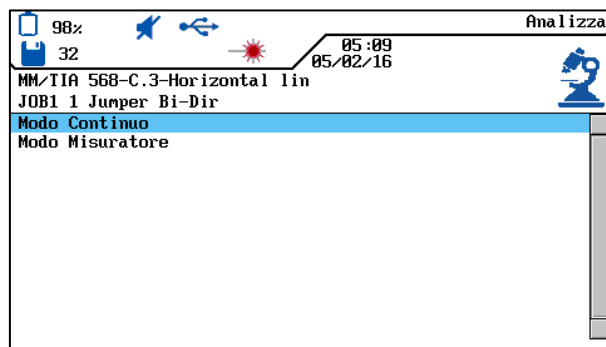 98%
Analizza
32
05:09
05/02/16
MM/TIA 568-C.3-Horizontal lin
JOB1 1 Jumper Bi-Dir
Modo Continuo
Modo Misuratore